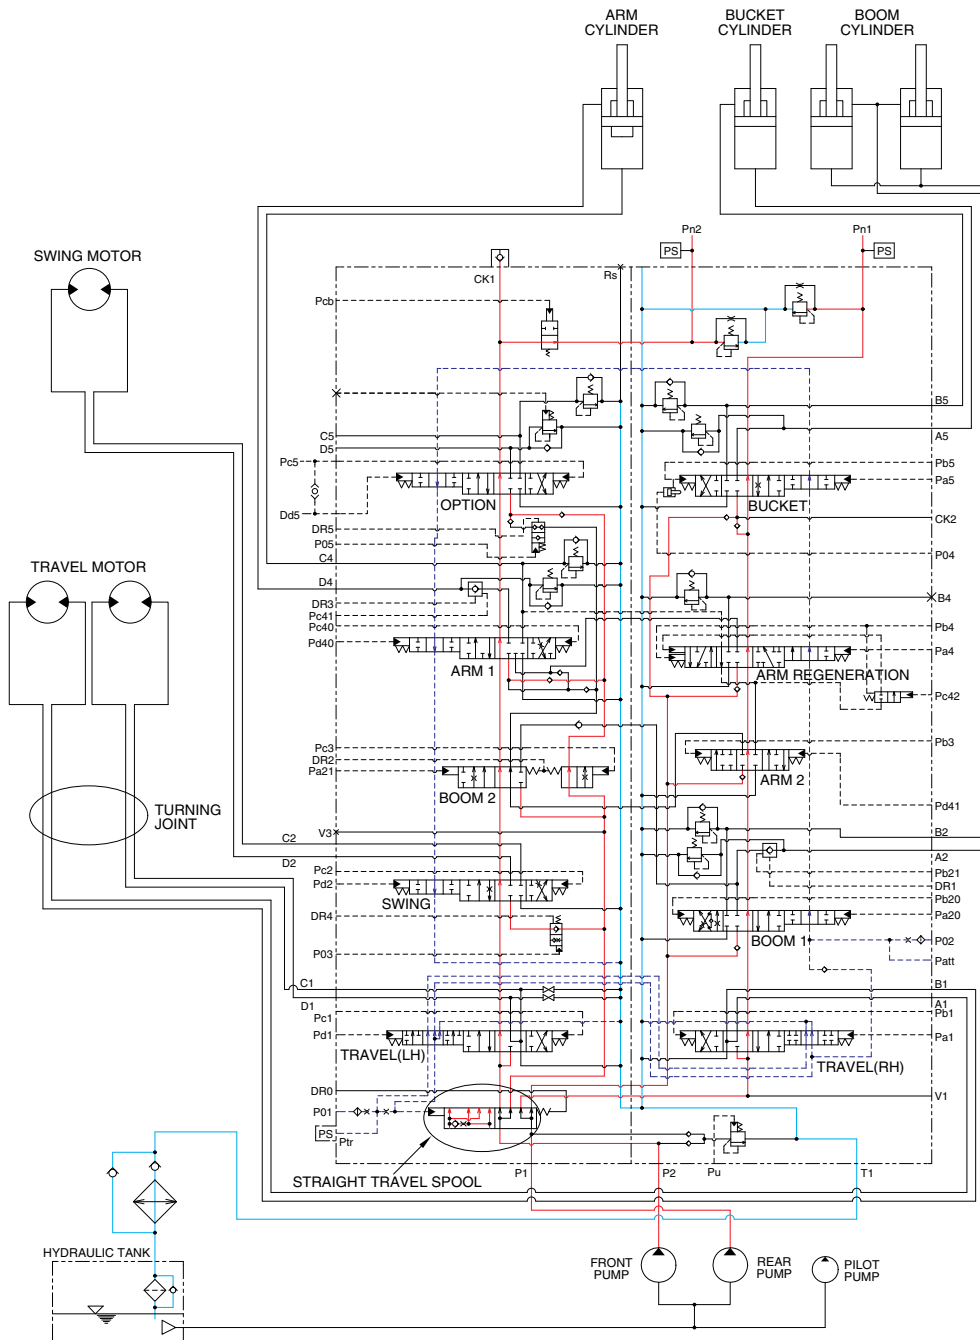 ARM
CYLINDER
BUCKET
CYLINDER
BOOM
CYLINDER
SWING MOTOR
Pn2
Pn1
PS
PS
CK1
Rs
Pcb
B5
C5
D5
A5
Pc5
Pb5
Pa5
OPTION
BUCKET
Dd5
CK2
DR5
P05
P04
C4
TRAVEL MOTOR
D4
B4
DR3
Pc41
Pc40
Pb4
Pd40
Pa4
ARM 1
ARM REGENERATION
Pc42
Pc3
Pb3
DR2
Pa21
BOOM 2
ARM 2
TURNING
JOINT
Pd41
V3
B2
C2
D2
A2
Pc2
Pb21
Pd2
DR1
SWING
Pb20
DR4
Pa20
BOOM 1
P03
P02
Patt
C1
B1
D1
A1
Pc1
Pb1
Pd1
Pa1
TRAVEL(LH)
TRAVEL(RH)
DR0
V1
P01
PS
Ptr
STRAIGHT TRAVEL SPOOL
P1
P2
Pu
T1
HYDRAULIC TANK
FRONT
PUMP
REAR
PUMP
PILOT
PUMP